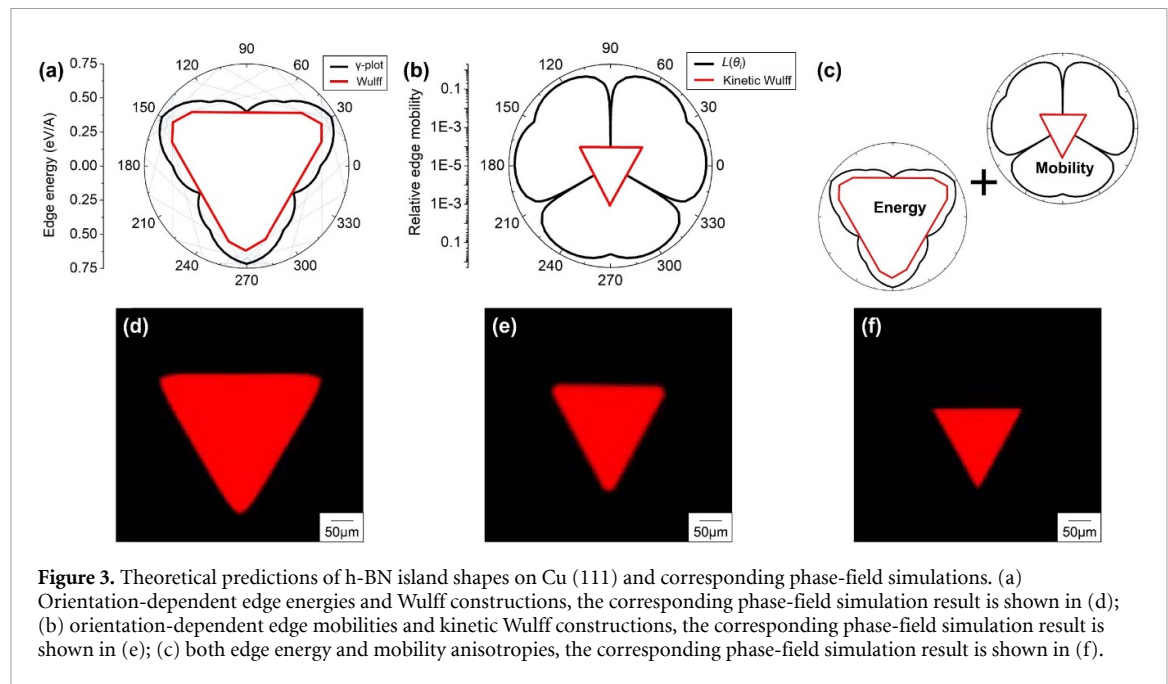 (a)
0.75
0.50
0.25
0.00
0.25
0.50
0.75
Edge energy (eV/A)
90
120
150
180
210
240
270
300
330
0
30
γ-plot
Wulff
(b)
0.1
1E-3
1E-5
1E-3
0.1
Relative edge mobility
90
120
150
180
210
240
270
300
330
0
30
L(θᵢ)
Kinetic Wulff
(c)
Energy
+
Mobility
(d)
50μm
(e)
50μm
(f)
50μm
Figure 3. Theoretical predictions of h-BN island shapes on Cu (111) and corresponding phase-field simulations. (a)
Orientation-dependent edge energies and Wulff constructions, the corresponding phase-field simulation result is shown in (d);
(b) orientation-dependent edge mobilities and kinetic Wulff constructions, the corresponding phase-field simulation result is
shown in (e); (c) both edge energy and mobility anisotropies, the corresponding phase-field simulation result is shown in (f).